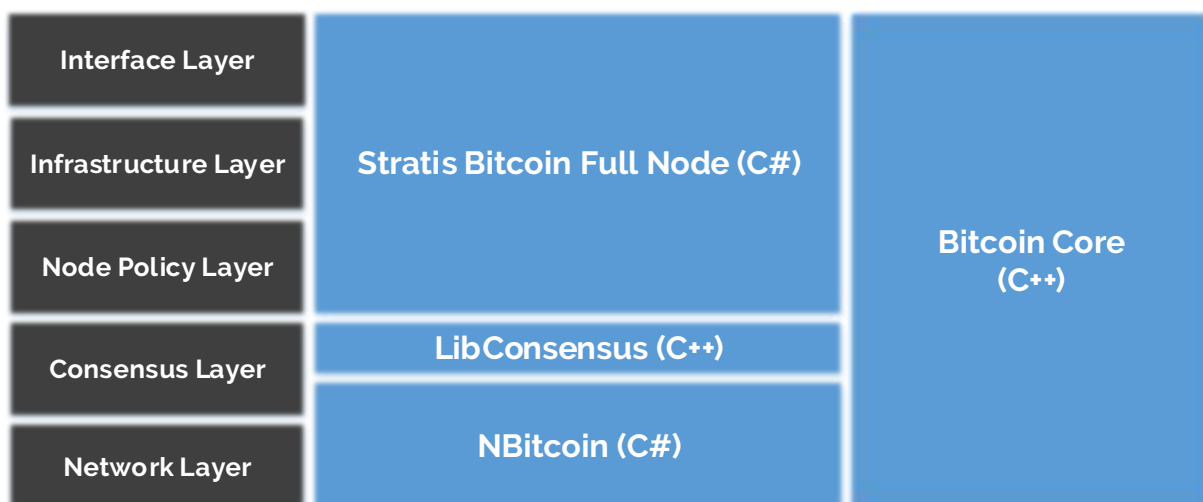 Interface Layer
Infrastructure Layer
Node Policy Layer
Consensus Layer
Network Layer
Stratis Bitcoin Full Node (C#)
LibConsensus (C++)
NBitcoin (C#)
Bitcoin Core
(C++)